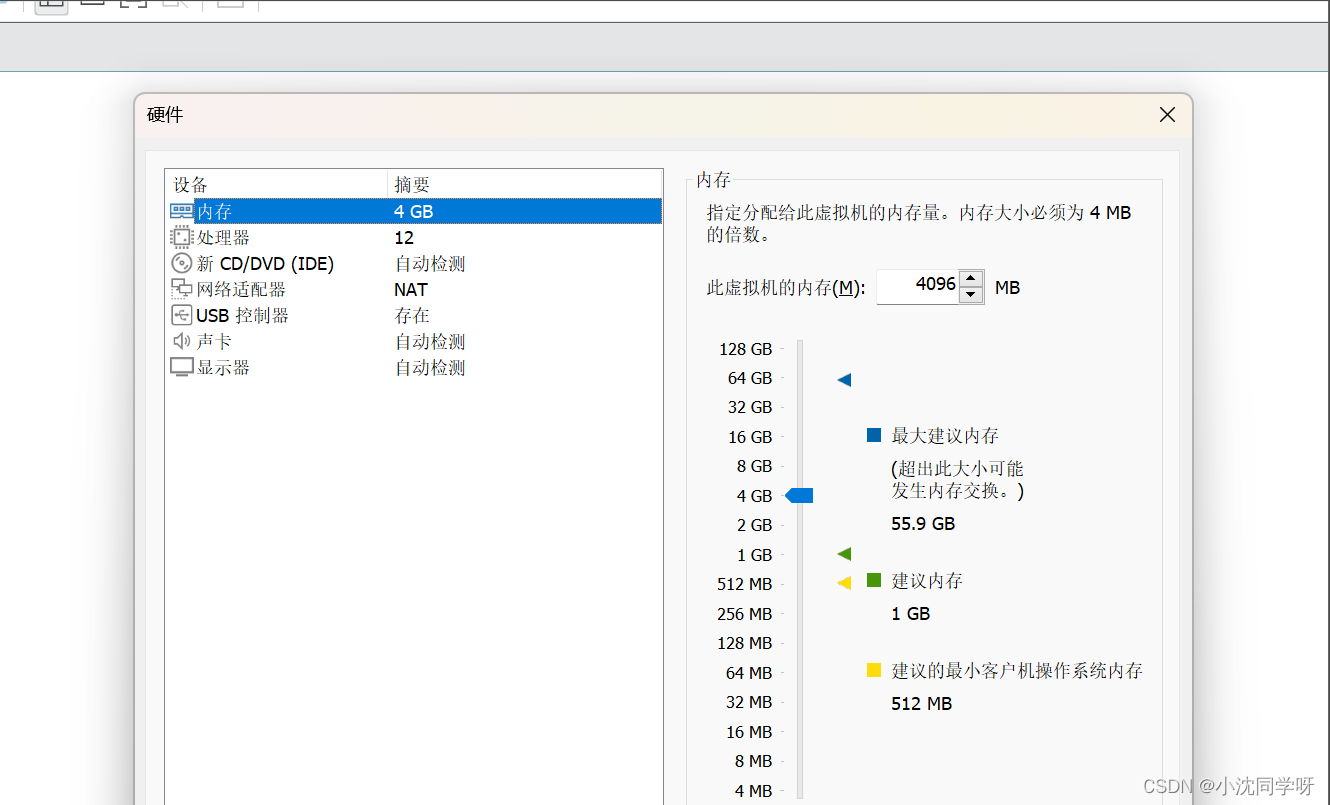 硬件
设备 摘要
内存 4 GB
处理器 12
新 CD/DVD (IDE) 自动检测
网络适配器 NAT
USB 控制器 存在
声卡 自动检测
显示器 自动检测
内存
指定分配给此虚拟机的内存量。内存大小必须为 4 MB
的倍数。
此虚拟机的内存(M): 4096 MB
128 GB
64 GB
32 GB
16 GB
8 GB
4 GB
2 GB
1 GB
512 MB
256 MB
128 MB
64 MB
32 MB
16 MB
8 MB
4 MB
最大建议内存
(超出此大小可能
发生内存交换。)
55.9 GB
建议内存
1 GB
建议的最小客户机操作系统内存
512 MB
CSDN @小沈同学呀